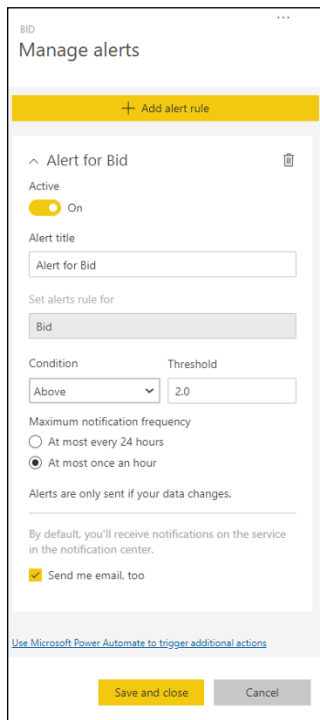 BID
Manage alerts
+ Add alert rule
Alert for Bid
Active
On
Alert title
Alert for Bid
Set alerts rule for
Bid
Condition Threshold
Above 2.0
Maximum notification frequency
At most every 24 hours
At most once an hour
Alerts are only sent if your data changes.
By default, you'll receive notifications on the service
in the notification center.
Send me email, too
Use Microsoft Power Automate to trigger additional actions
Save and close Cancel